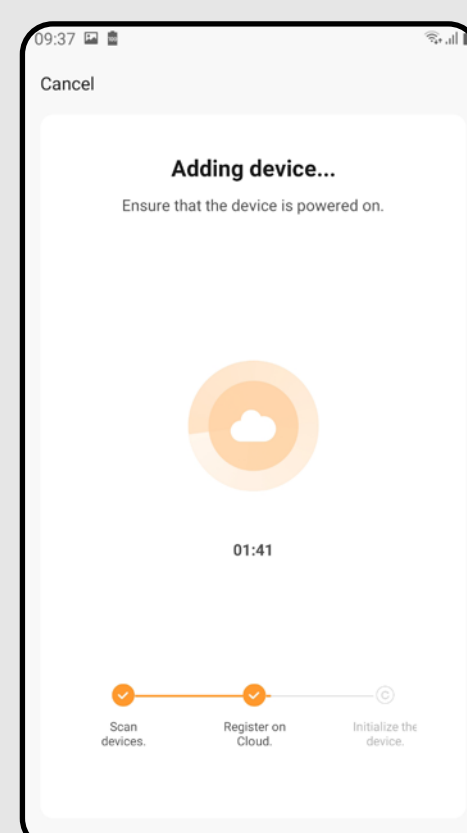 09:37
Cancel
Adding device...
Ensure that the device is powered on.
01:41
Scan
devices.
Register on
Cloud.
Initialize the
device.